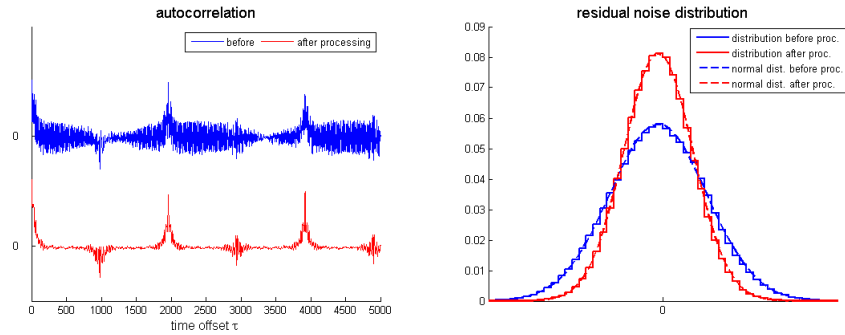 autocorrelation
before
after processing
0
0
0 500 1000 1500 2000 2500 3000 3500 4000 4500 5000
time offset τ
residual noise distribution
0.09
0.08
0.07
0.06
0.05
0.04
0.03
0.02
0.01
0
0
distribution before proc.
distribution after proc.
normal dist. before proc.
normal dist. after proc.